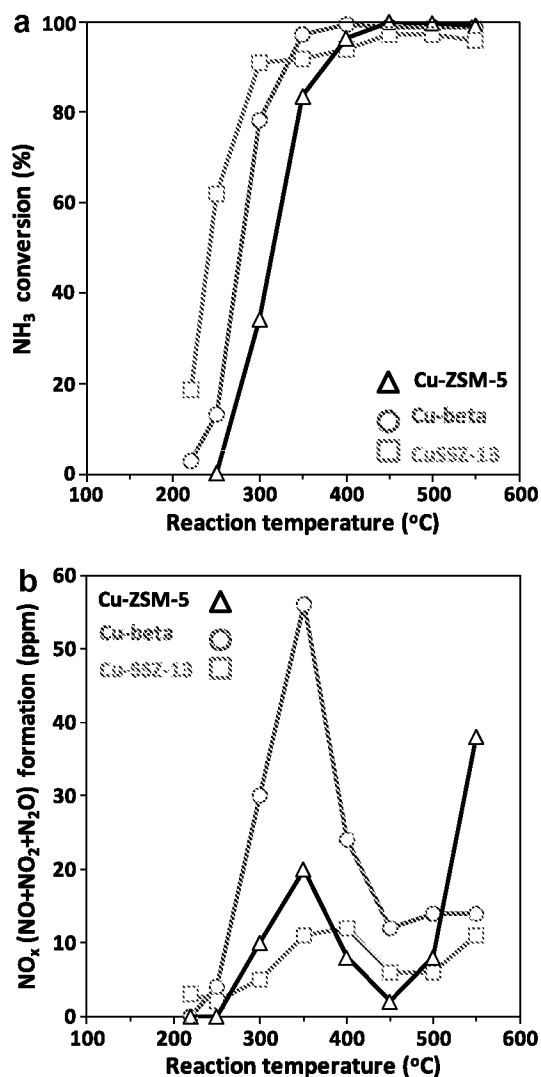 a
100
80
60
40
20
0
NH₃ conversion (%)
Cu-ZSM-5
Cu-beta
CuSSZ-13
100 200 300 400 500 600
Reaction temperature (°C)
b
60
50
40
30
20
10
0
NOₓ (NO+NO₂+N₂O) formation (ppm)
Cu-ZSM-5
Cu-beta
Cu-SSZ-13
100 200 300 400 500 600
Reaction temperature (°C)